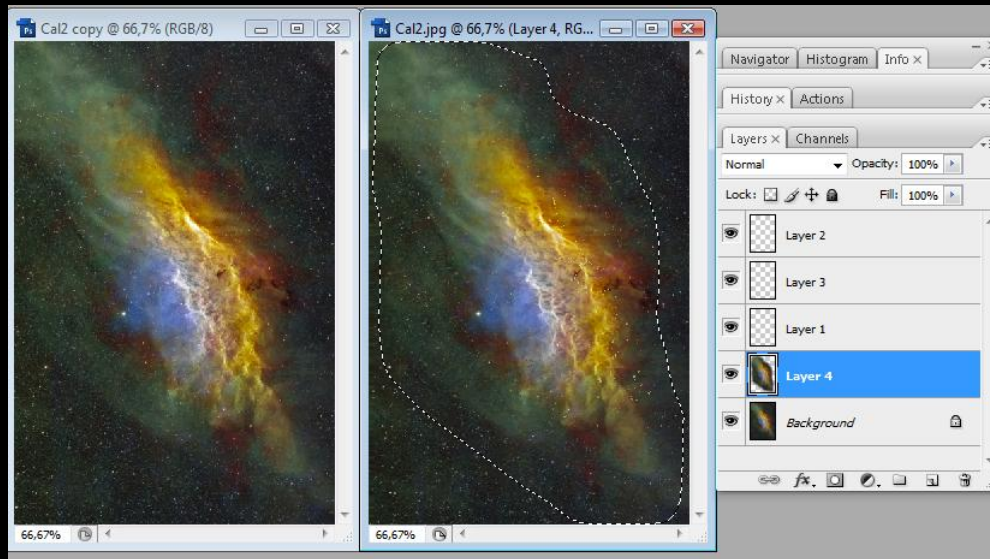 Cal2 copy @ 66,7% (RGB/8)
Cal2.jpg @ 66,7% (Layer 4, RG...
66,67%
66,67%
Navigator Histogram Info ×
History × Actions
Layers × Channels
Normal Opacity: 100%
Lock: Fill: 100%
Layer 2
Layer 3
Layer 1
Layer 4
Background
fx.